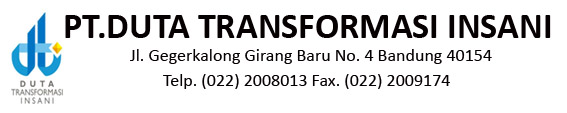 PT.DUTA TRANSFORMASI INSANI
Jl. Gegerkalong Girang Baru No. 4 Bandung 40154
Telp. (022) 2008013 Fax. (022) 2009174
DUTA
TRANSFORMASI
INSANI